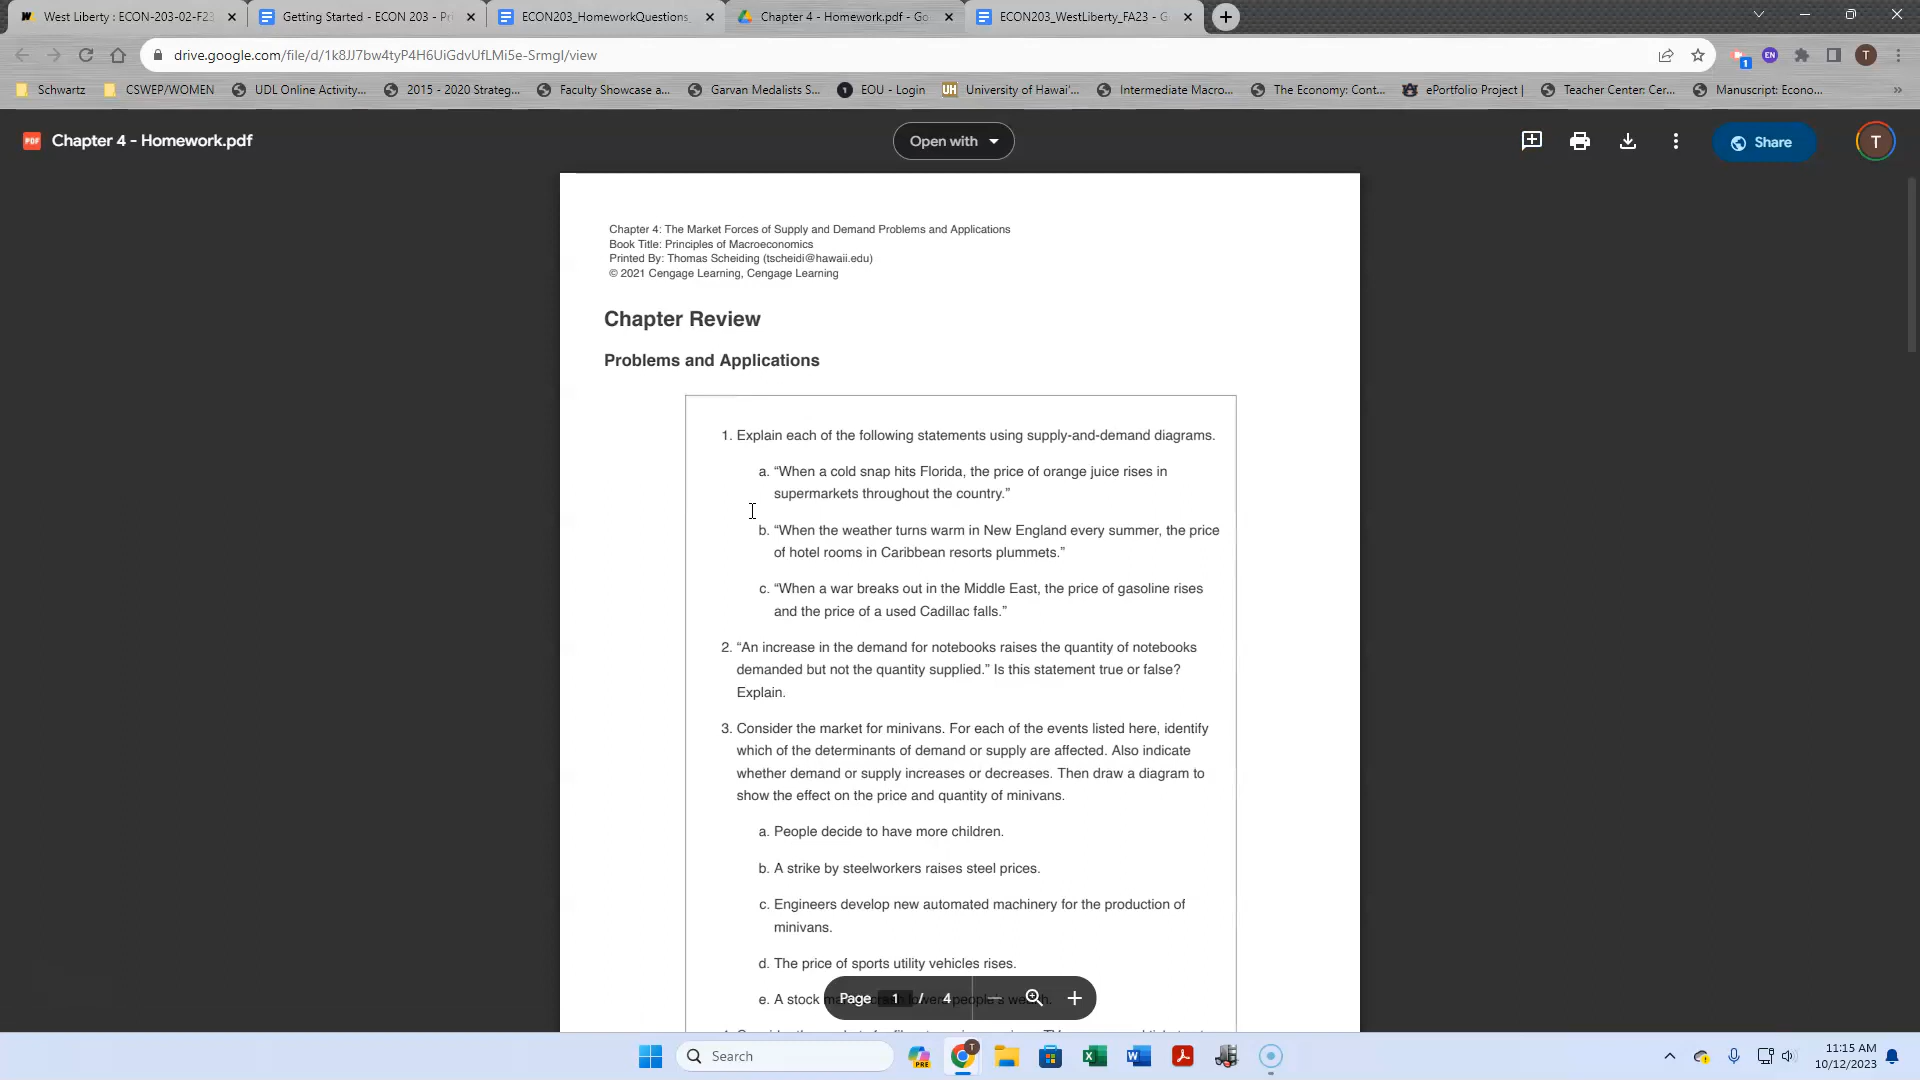 West Liberty : ECON-203-02-F23
Getting Started - ECON 203 - Pri
ECON203_HomeworkQuestions_
Chapter 4 - Homework.pdf - Go
ECON203_WestLiberty_FA23 - G
drive.google.com/file/d/1k8JJ7bw4tyP4H6UiGdvUfLMi5e-Srmgl/view
1
EN
T
Schwartz
CSWEP/WOMEN
UDL Online Activity...
2015 - 2020 Strateg...
Faculty Showcase a...
Garvan Medalists S...
EOU - Login
UH
University of Hawai'...
Intermediate Macro...
The Economy: Cont...
ePortfolio Project |
Teacher Center: Cer...
Manuscript: Econo...
PDF
Chapter 4 - Homework.pdf
Open with
Share
T
Chapter 4: The Market Forces of Supply and Demand Problems and Applications
Book Title: Principles of Macroeconomics
Printed By: Thomas Scheiding (tscheidi@hawaii.edu)
© 2021 Cengage Learning, Cengage Learning
Chapter Review
Problems and Applications
1. Explain each of the following statements using supply-and-demand diagrams.
a. “When a cold snap hits Florida, the price of orange juice rises in
supermarkets throughout the country.”
b. “When the weather turns warm in New England every summer, the price
of hotel rooms in Caribbean resorts plummets.”
c. “When a war breaks out in the Middle East, the price of gasoline rises
and the price of a used Cadillac falls.”
2. “An increase in the demand for notebooks raises the quantity of notebooks
demanded but not the quantity supplied.” Is this statement true or false?
Explain.
3. Consider the market for minivans. For each of the events listed here, identify
which of the determinants of demand or supply are affected. Also indicate
whether demand or supply increases or decreases. Then draw a diagram to
show the effect on the price and quantity of minivans.
a. People decide to have more children.
b. A strike by steelworkers raises steel prices.
c. Engineers develop new automated machinery for the production of
minivans.
d. The price of sports utility vehicles rises.
e. A stock market crash lowers people's wealth.
Page 1 / 4
Search
PRE
T
11:15 AM
10/12/2023